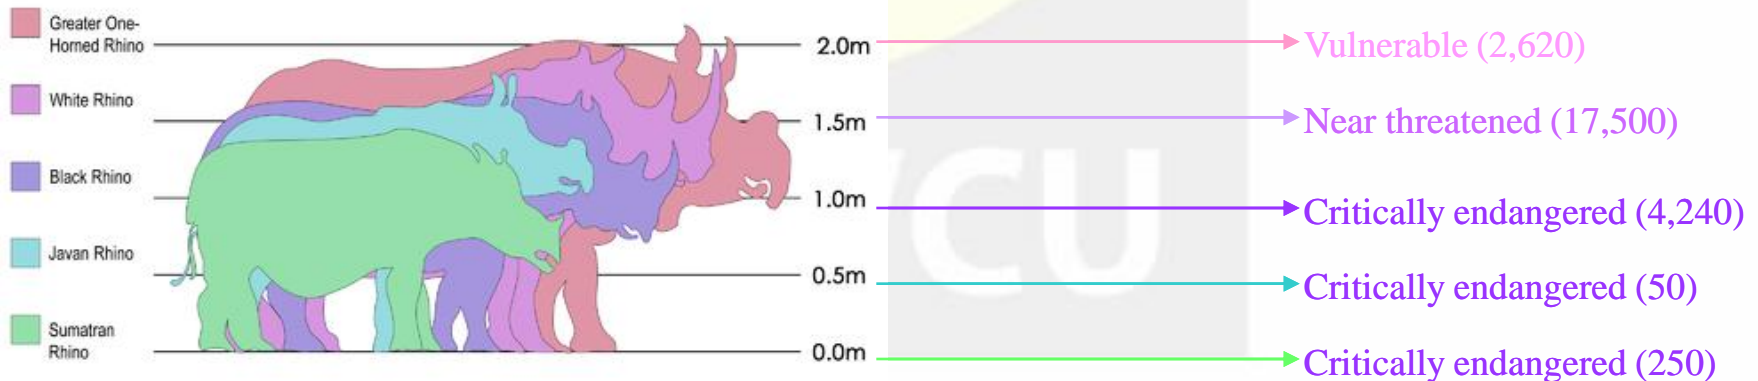 Greater One-
Horned Rhino
2.0m
Vulnerable (2,620)
White Rhino
1.5m
Near threatened (17,500)
Black Rhino
1.0m
Critically endangered (4,240)
Javan Rhino
0.5m
Critically endangered (50)
Sumatran
Rhino
0.0m
Critically endangered (250)
VCU